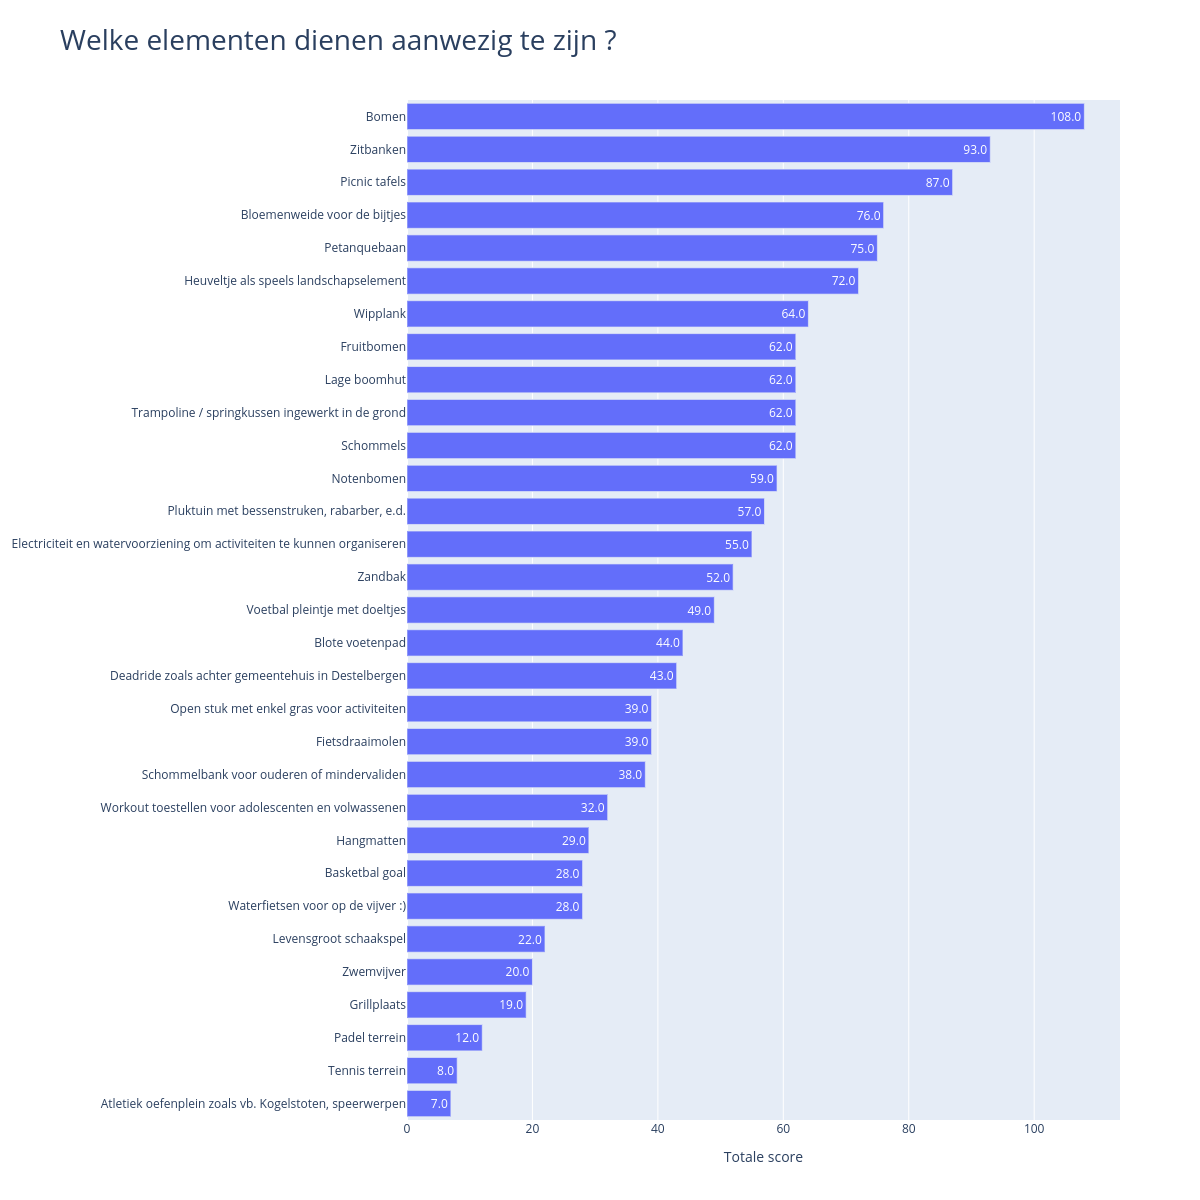 Welke elementen dienen aanwezig te zijn ?
Bomen 108.0
Zitbanken 93.0
Picnic tafels 87.0
Bloemenweide voor de bijtjes 76.0
Petanquebaan 75.0
Heuveltje als speels landschapselement 72.0
Wipplank 64.0
Fruitbomen 62.0
Lage boomhut 62.0
Trampoline / springkussen ingewerkt in de grond 62.0
Schommels 62.0
Notenbomen 59.0
Pluktuin met bessenstruken, rabarber, e.d. 57.0
Electriciteit en watervoorziening om activiteiten te kunnen organiseren 55.0
Zandbak 52.0
Voetbal pleintje met doeltjes 49.0
Blote voetenpad 44.0
Deadride zoals achter gemeentehuis in Destelbergen 43.0
Open stuk met enkel gras voor activiteiten 39.0
Fietsdraaimolen 39.0
Schommelbank voor ouderen of mindervaliden 38.0
Workout toestellen voor adolescenten en volwassenen 32.0
Hangmatten 29.0
Basketbal goal 28.0
Waterfietsen voor op de vijver :) 28.0
Levensgroot schaakspel 22.0
Zwemvijver 20.0
Grillplaats 19.0
Padel terrein 12.0
Tennis terrein 8.0
Atletiek oefenplein zoals vb. Kogelstoten, speerwerpen 7.0
0 20 40 60 80 100
Totale score